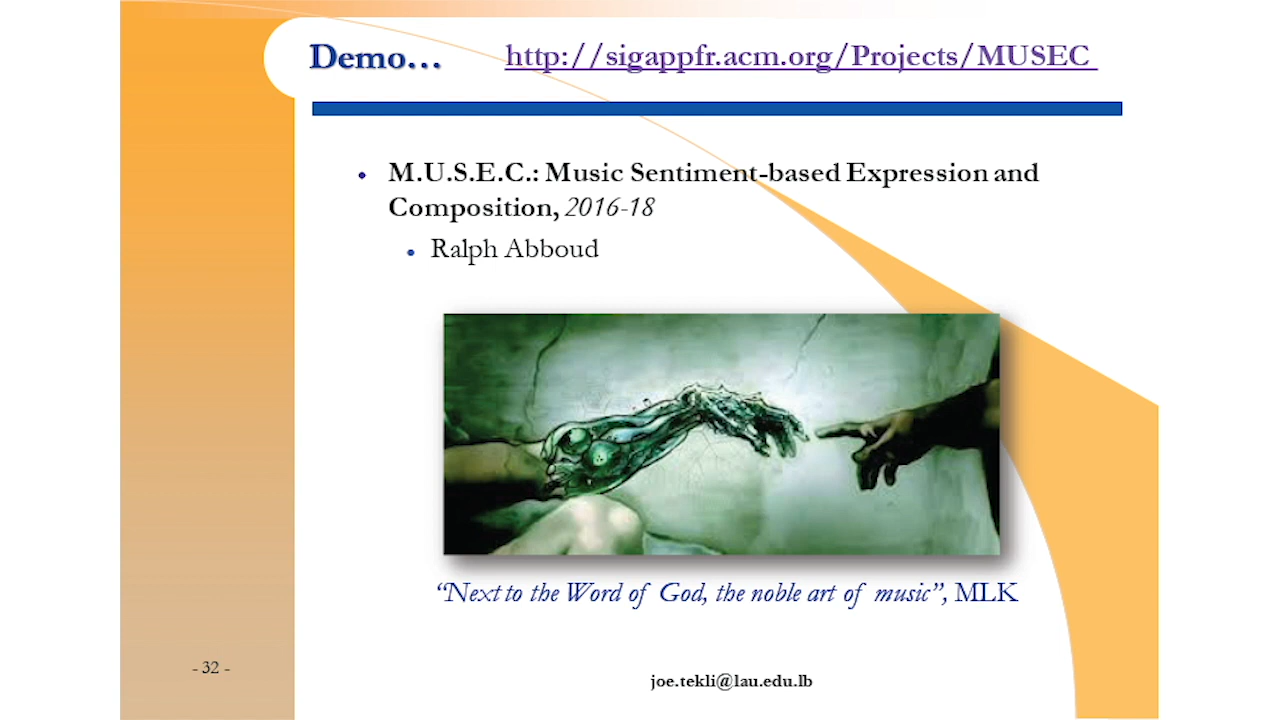 Demo… http://sigappfr.acm.org/Projects/MUSEC
• M.U.S.E.C.: Music Sentiment-based Expression and
Composition, 2016-18
• Ralph Abboud
“Next to the Word of God, the noble art of music”, MLK
- 32 -
joe.tekli@lau.edu.lb